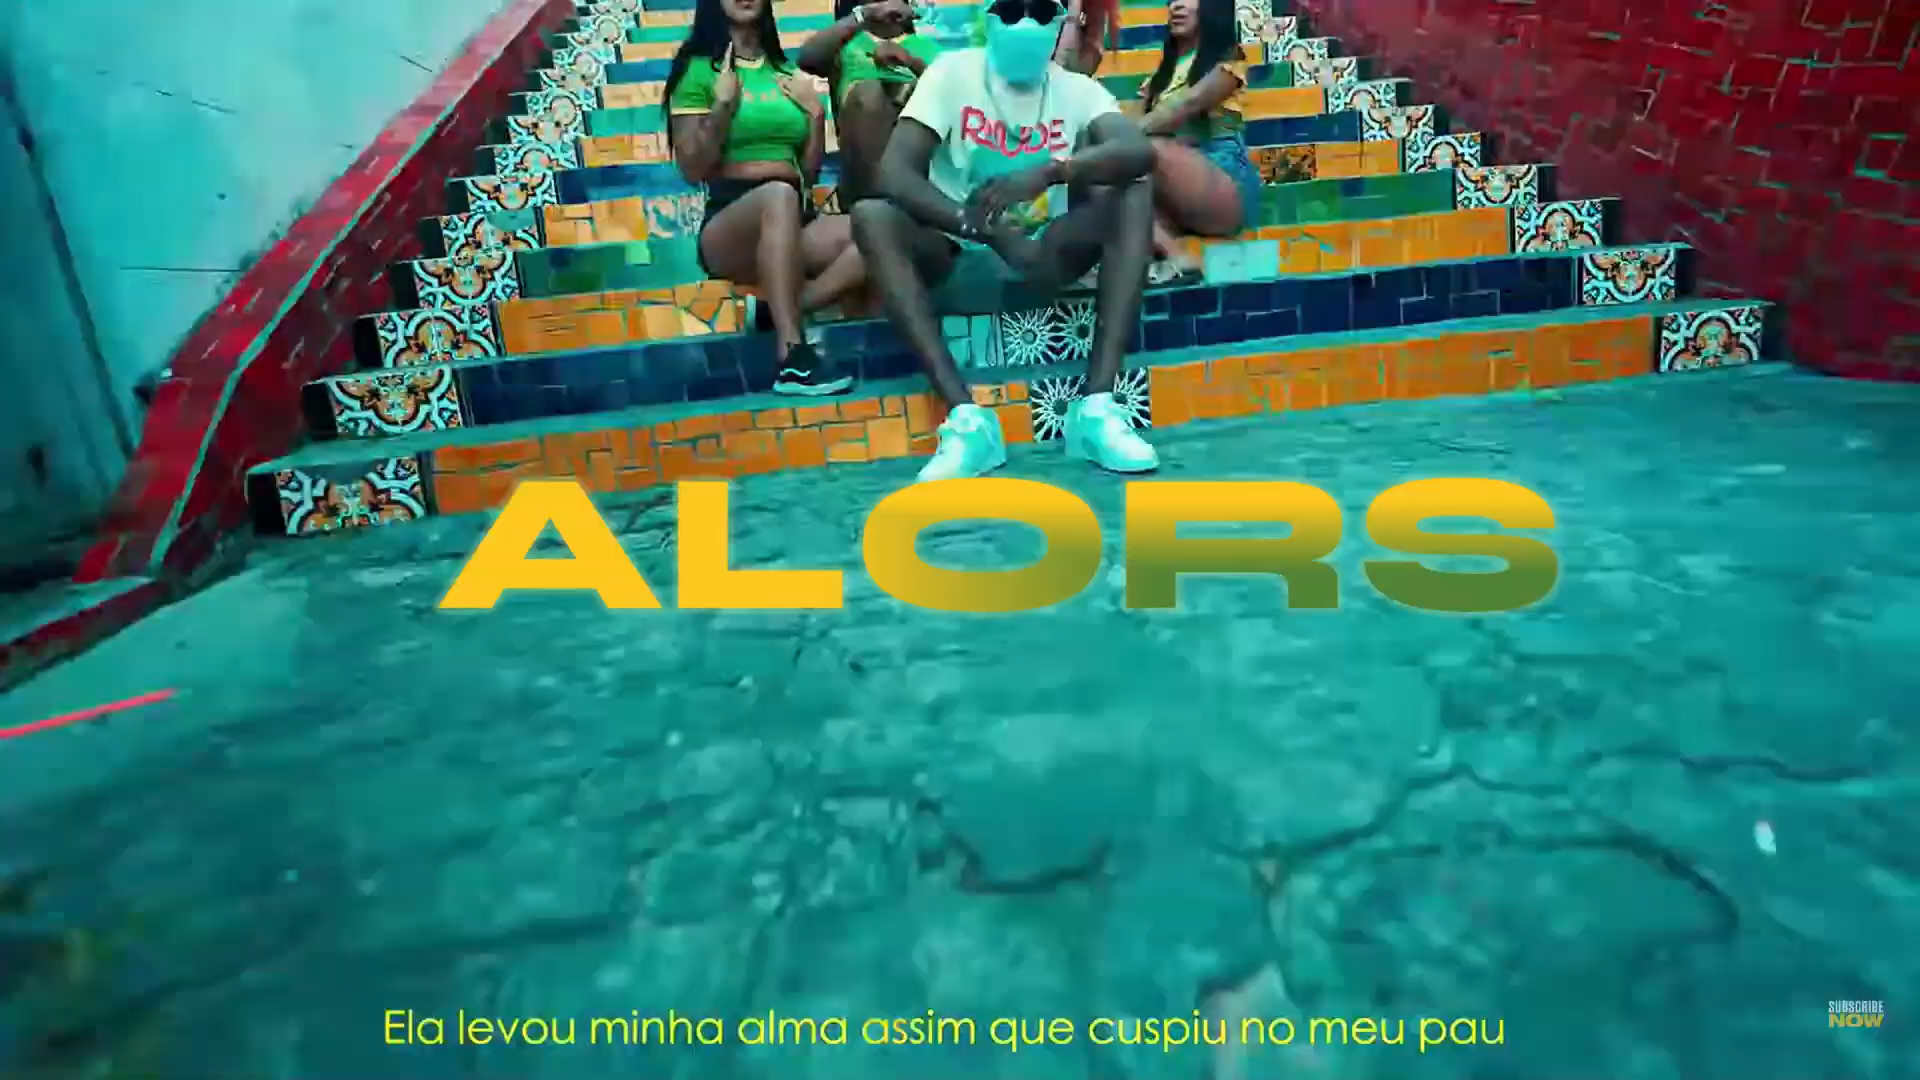 ALORS
Ela levou minha alma assim que cuspiu no meu pau
SUBSCRIBE
NOW